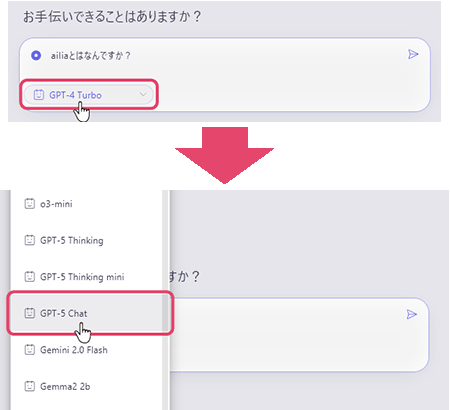 お手伝いできることはありますか？
ailiaとはなんですか？
GPT-4 Turbo
o3-mini
GPT-5 Thinking
GPT-5 Thinking mini
すか？
GPT-5 Chat
Gemini 2.0 Flash
Gemma2 2b